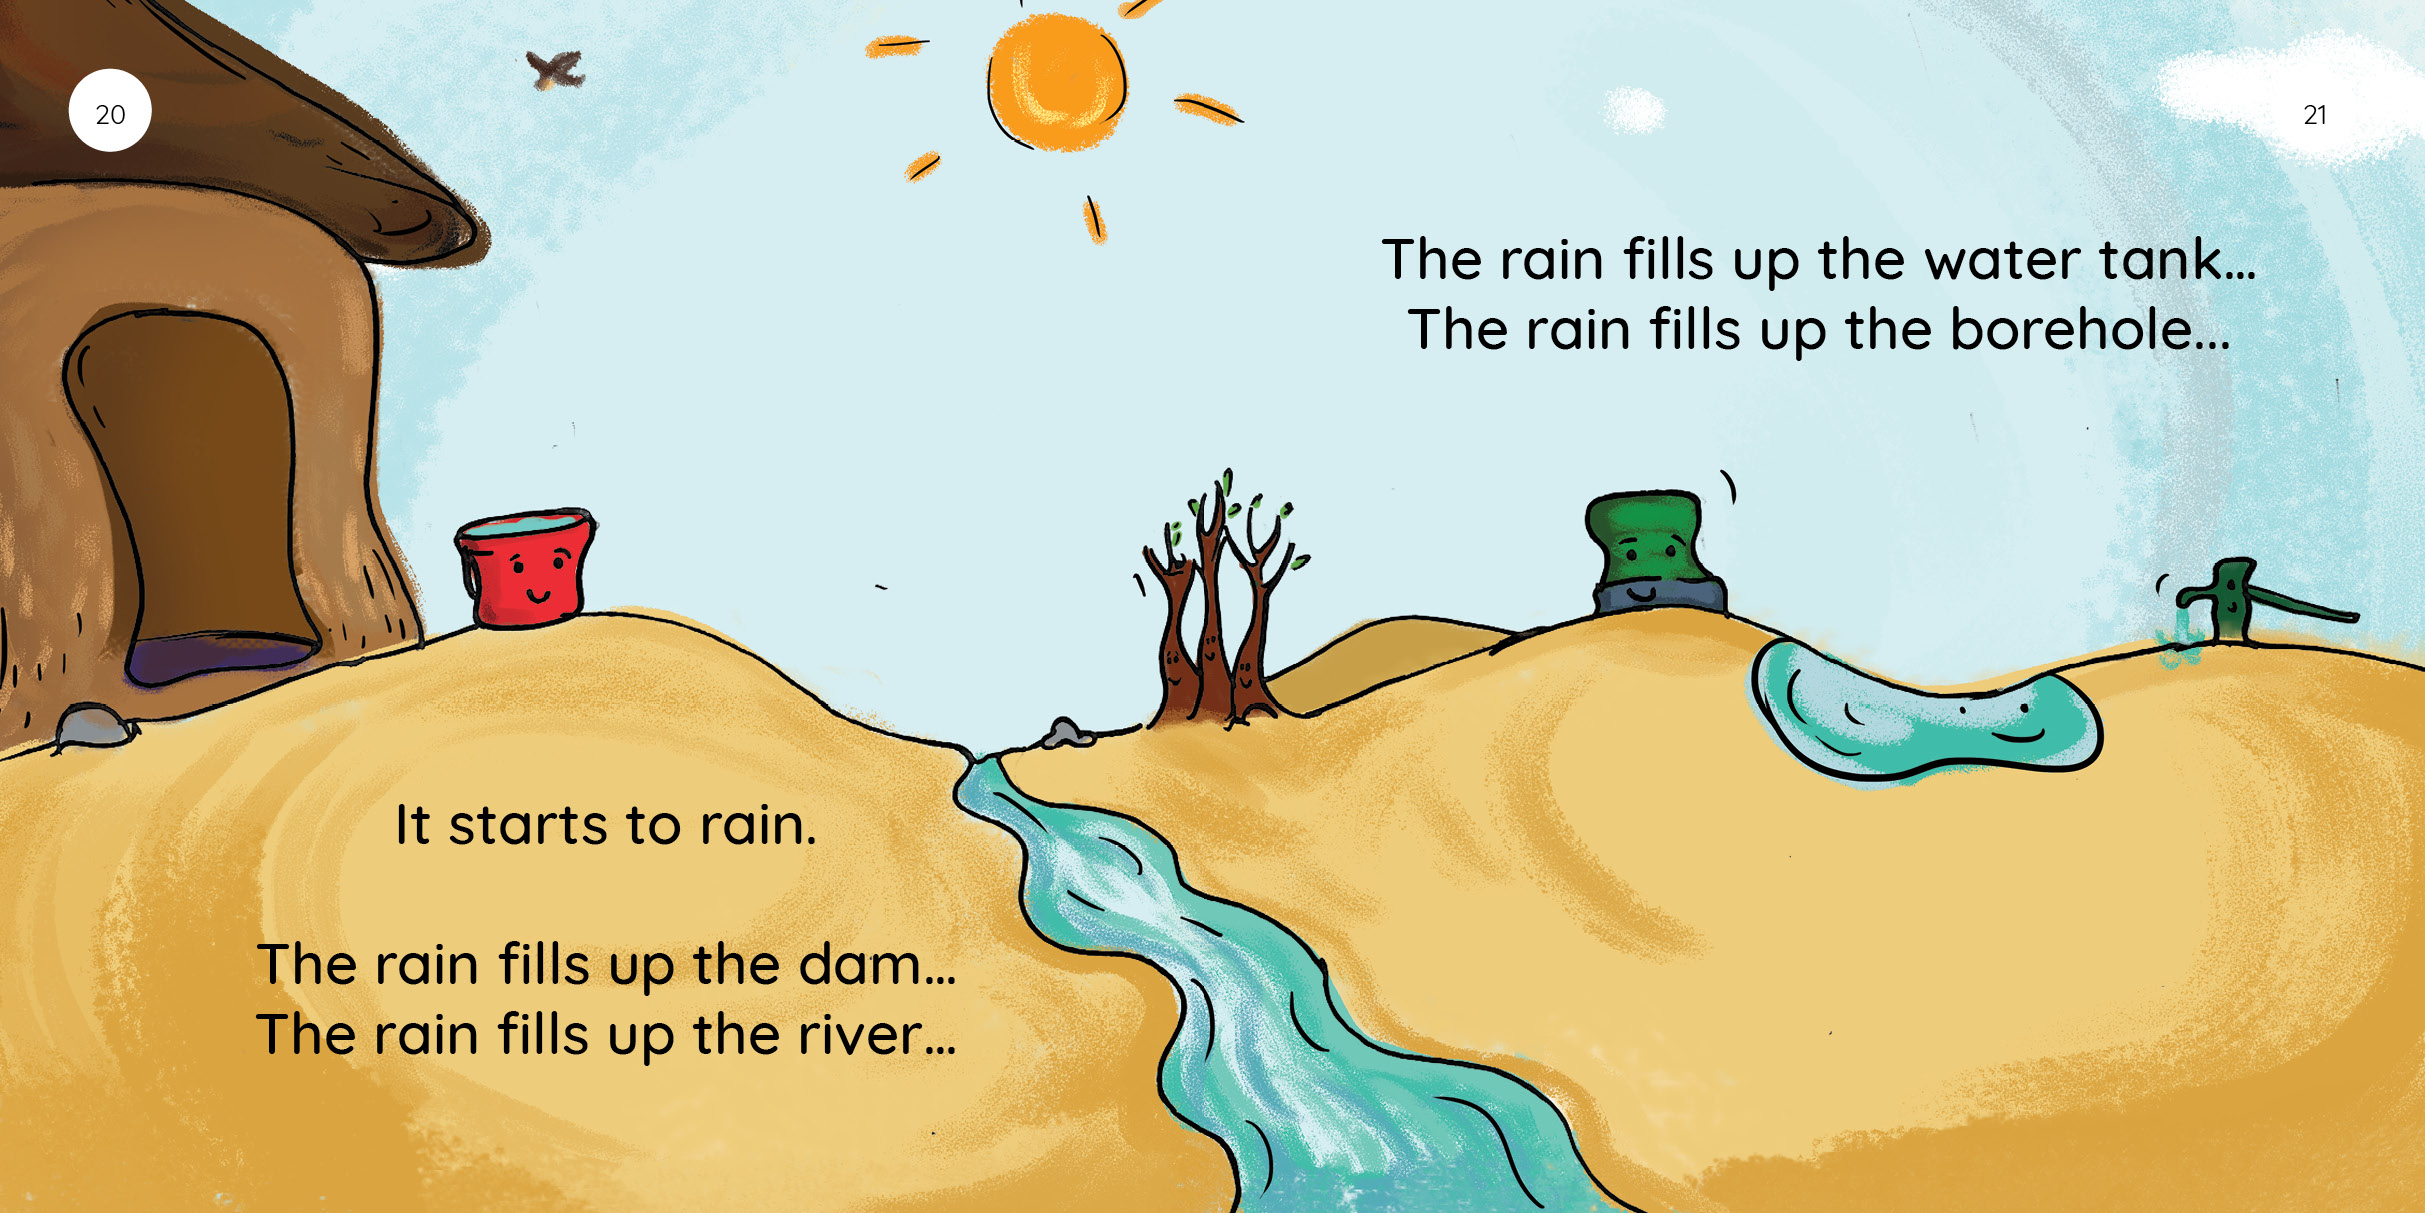 20
It starts to rain.
The rain fills up the dam...
The rain fills up the river...
21
The rain fills up the water tank...
The rain fills up the borehole...